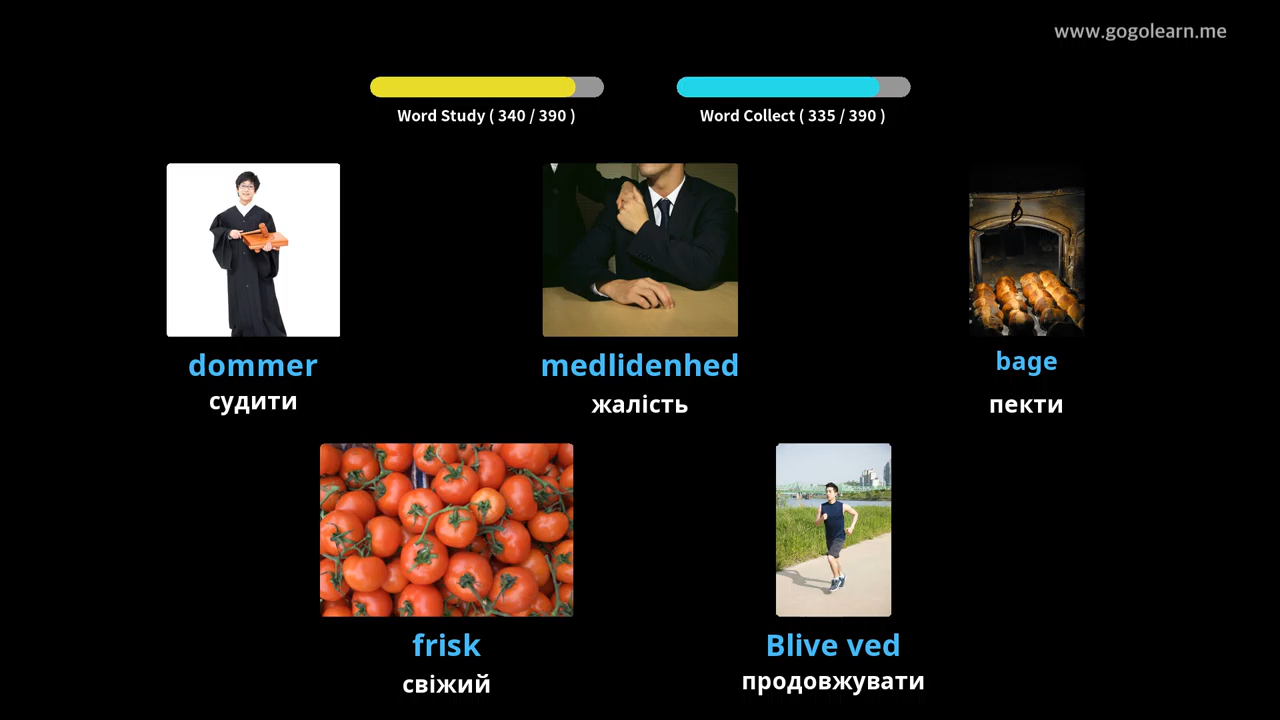 www.gogolearn.me
Word Study ( 340 / 390 )
Word Collect ( 335 / 390 )
dommer
судити
medlidenhed
жалість
bage
пекти
frisk
свіжий
Blive ved
продовжувати